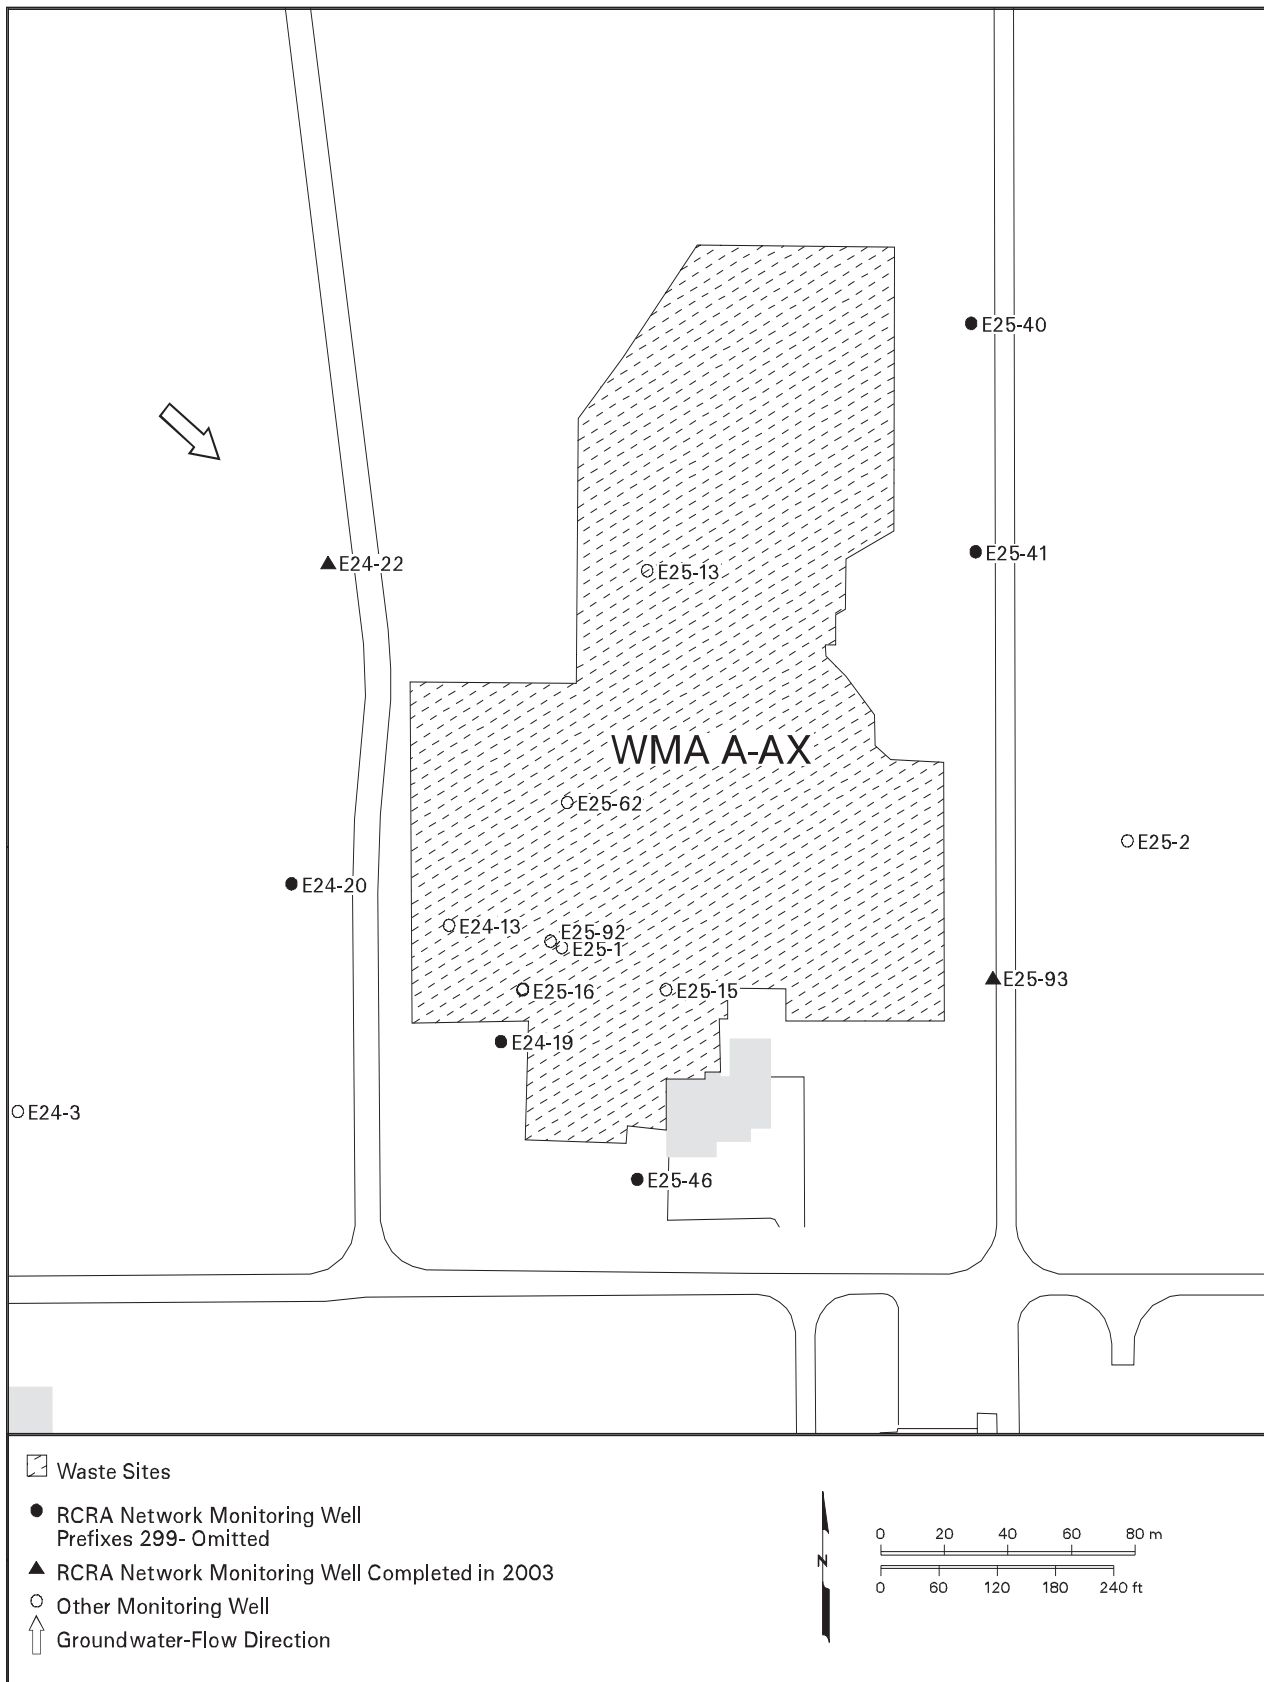 E25-40
E25-41
E24-22
E25-13
WMA A-AX
E25-62
E25-2
E24-20
E24-13
E25-92
E25-1
E25-93
E25-16
E25-15
E24-19
E24-3
E25-46
Waste Sites
RCRA Network Monitoring Well
Prefixes 299- Omitted
RCRA Network Monitoring Well Completed in 2003
Other Monitoring Well
Groundwater-Flow Direction
N
0 20 40 60 80 m
0 60 120 180 240 ft